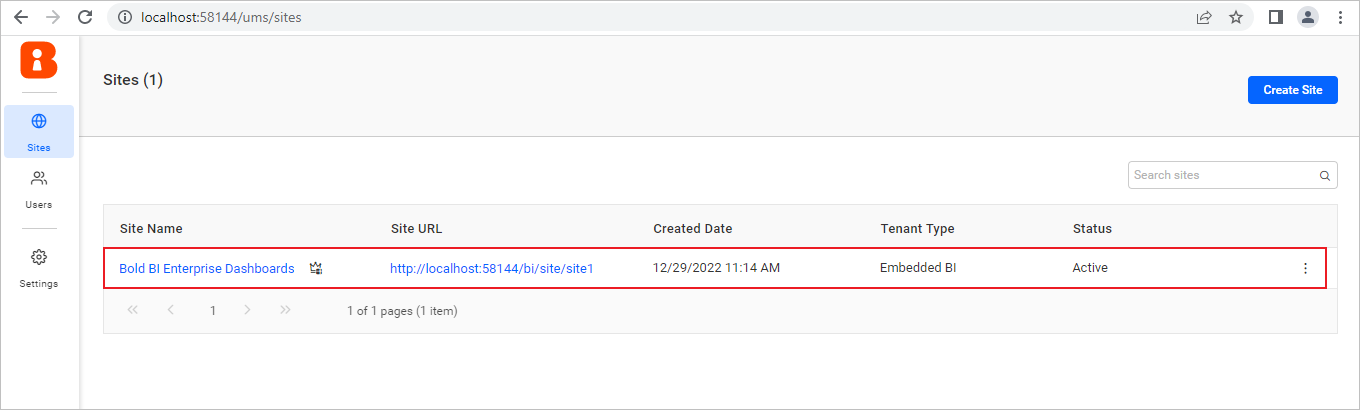 localhost:58144/ums/sites
Sites (1)
Create Site
Sites
Users
Settings
Search sites
Site Name Site URL Created Date Tenant Type Status
Bold BI Enterprise Dashboards http://localhost:58144/bi/site/site1 12/29/2022 11:14 AM Embedded BI Active
1 1 of 1 pages (1 item)